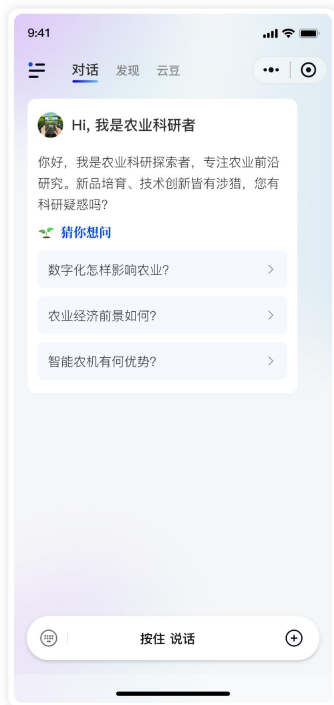 9:41
对话 发现 云豆
Hi, 我是农业科研者
你好，我是农业科研探索者，专注农业前沿
研究。新品培育、技术创新皆有涉猎，您有
科研疑惑吗?
猜你想问
数字化怎样影响农业?
农业经济前景如何?
智能农机有何优势?
按住 说话